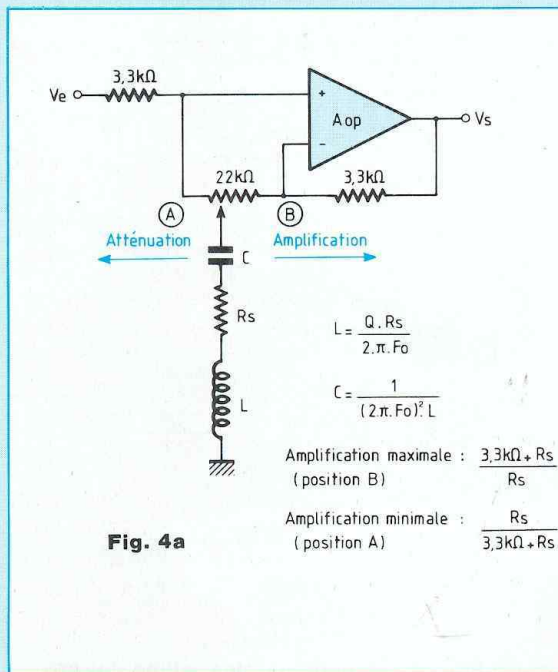 3,3kΩ
Ve
+
Aop
−
Vs
22kΩ
3,3kΩ
A
B
Atténuation
Amplification
C
Rs
L
L = Q.Rs / 2.π.Fo
C = 1 / (2π.Fo)².L
Amplification maximale : 3,3kΩ + Rs / Rs
(position B)
Amplification minimale : Rs / 3,3kΩ + Rs
(position A)
Fig. 4a